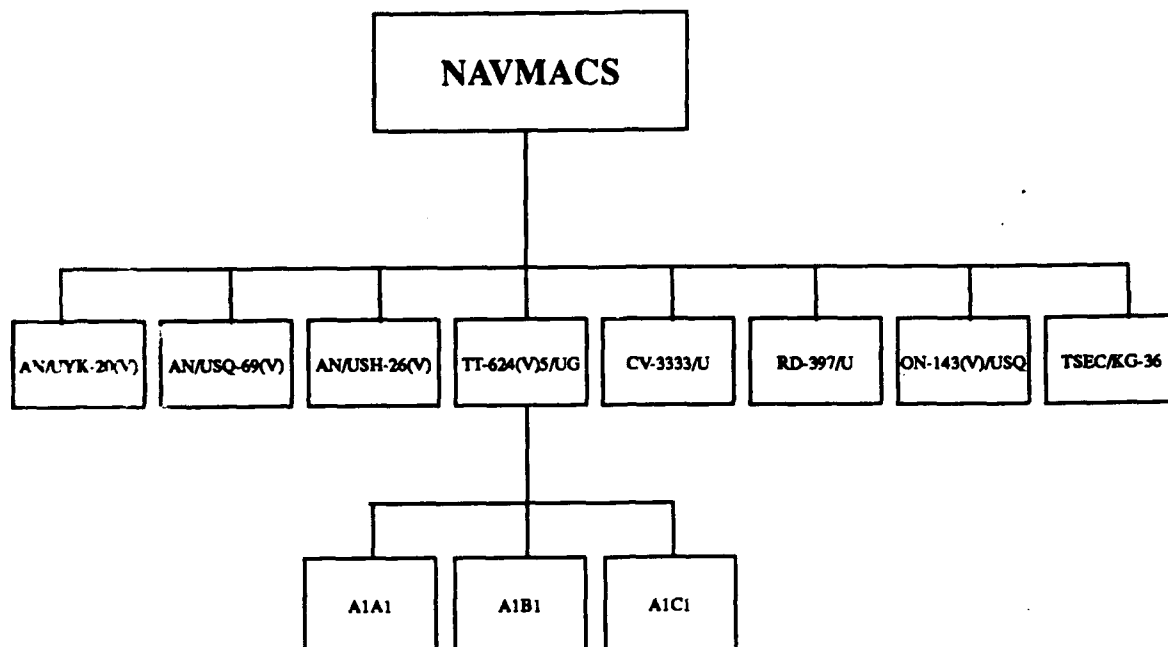 NAVMACS
AN/UYK-20(V)
AN/USQ-69(V)
AN/USH-26(V)
TT-624(V)5/UG
CV-3333/U
RD-397/U
ON-143(V)/USQ
TSEC/KG-36
A1A1
A1B1
A1C1